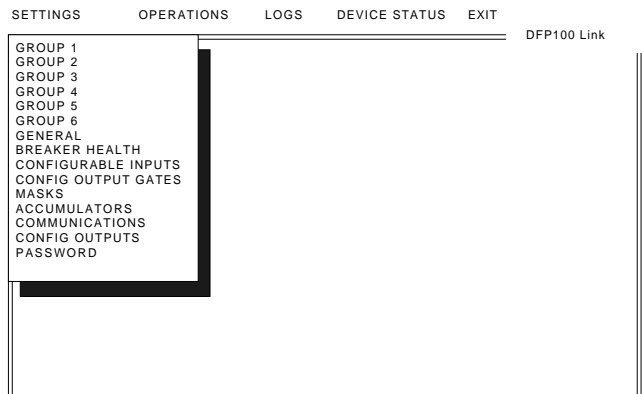 SETTINGS OPERATIONS LOGS DEVICE STATUS EXIT
DFP100 Link
GROUP 1
GROUP 2
GROUP 3
GROUP 4
GROUP 5
GROUP 6
GENERAL
BREAKER HEALTH
CONFIGURABLE INPUTS
CONFIG OUTPUT GATES
MASKS
ACCUMULATORS
COMMUNICATIONS
CONFIG OUTPUTS
PASSWORD